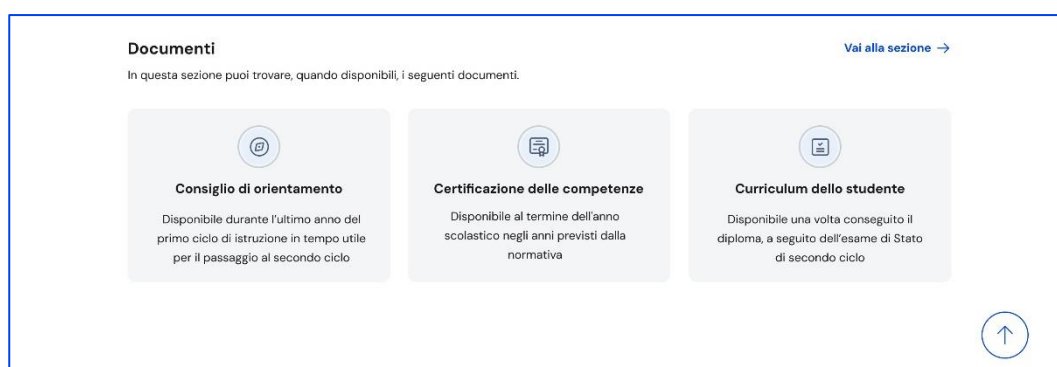 Documenti
Vai alla sezione
In questa sezione puoi trovare, quando disponibili, i seguenti documenti.
Consiglio di orientamento
Disponibile durante l'ultimo anno del
primo ciclo di istruzione in tempo utile
per il passaggio al secondo ciclo
Certificazione delle competenze
Disponibile al termine dell'anno
scolastico negli anni previsti dalla
normativa
Curriculum dello studente
Disponibile una volta conseguito il
diploma, a seguito dell'esame di Stato
di secondo ciclo